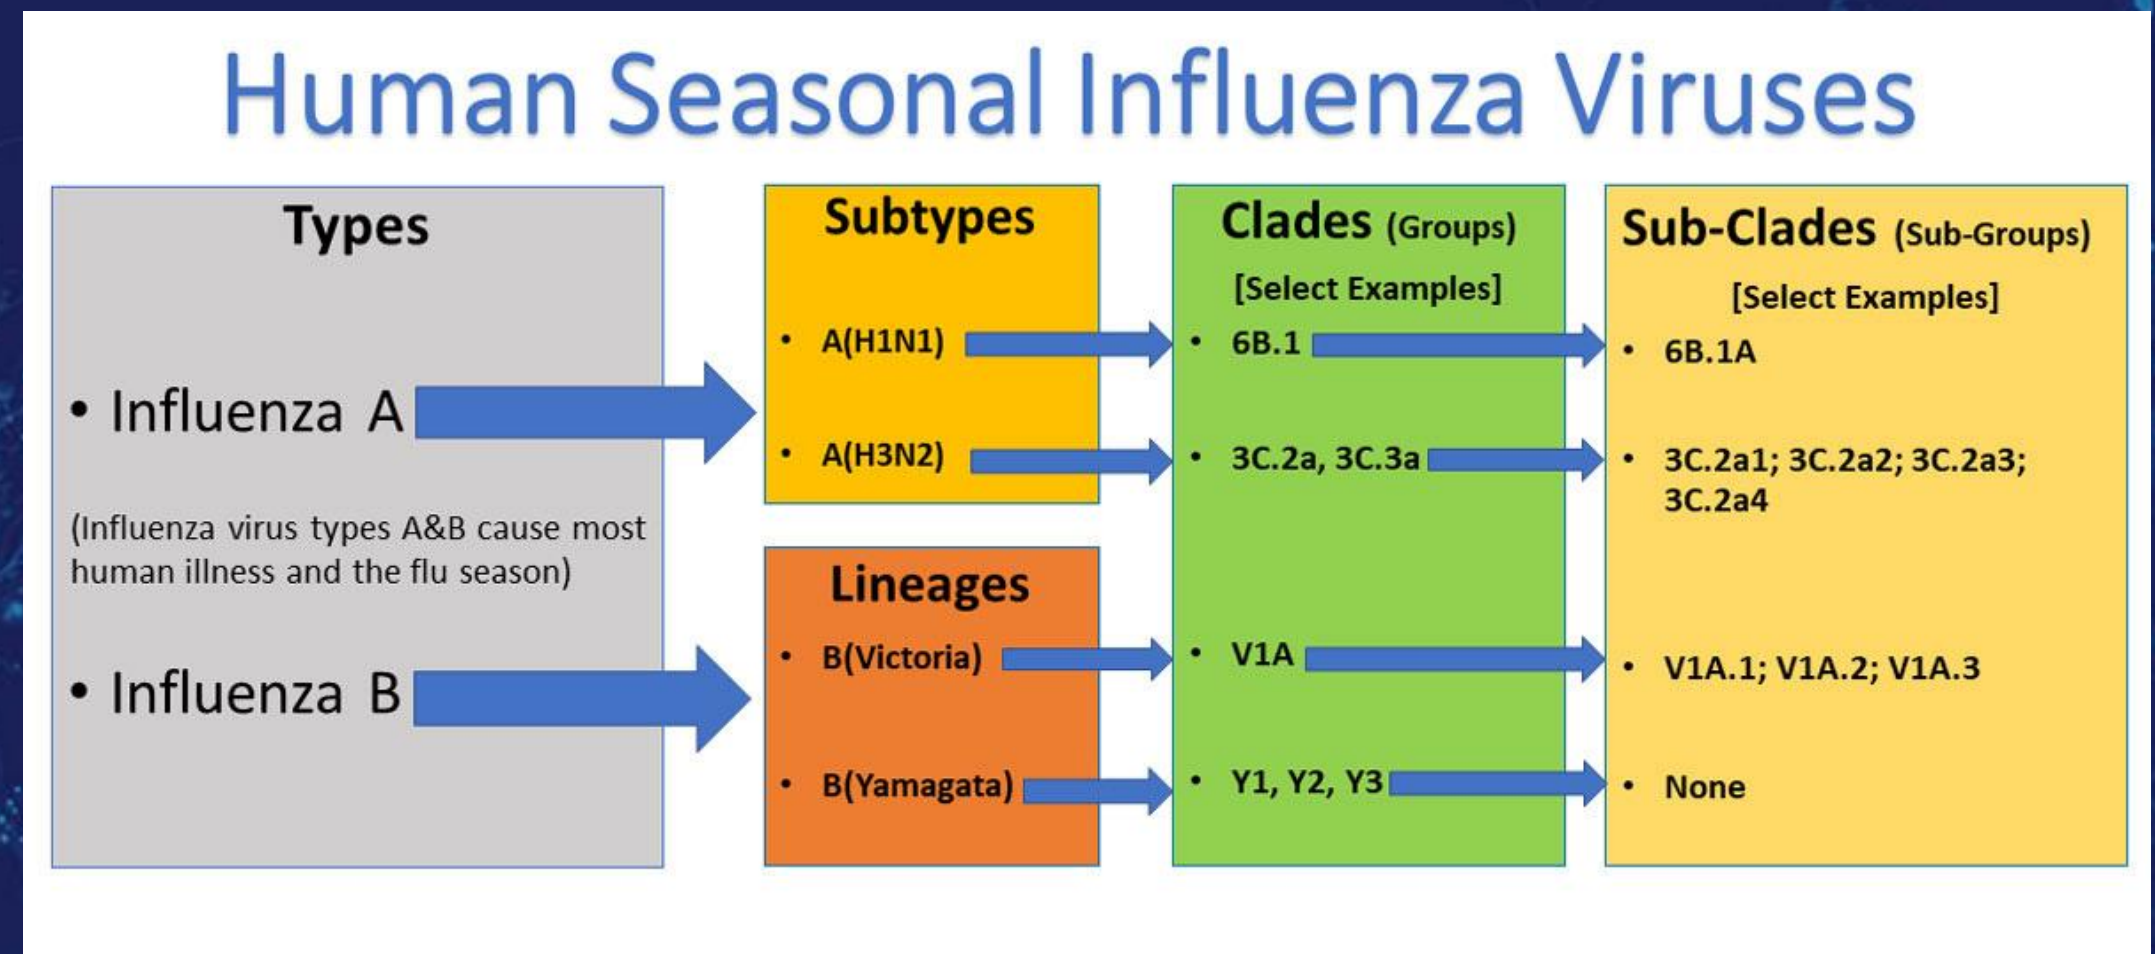 Human Seasonal Influenza Viruses
Types
• Influenza A
(Influenza virus types A&B cause most
human illness and the flu season)
• Influenza B
Subtypes
• A(H1N1)
• A(H3N2)
Lineages
• B(Victoria)
• B(Yamagata)
Clades (Groups)
[Select Examples]
• 6B.1
• 3C.2a, 3C.3a
• V1A
• Y1, Y2, Y3
Sub-Clades (Sub-Groups)
[Select Examples]
• 6B.1A
• 3C.2a1; 3C.2a2; 3C.2a3;
3C.2a4
• V1A.1; V1A.2; V1A.3
• None